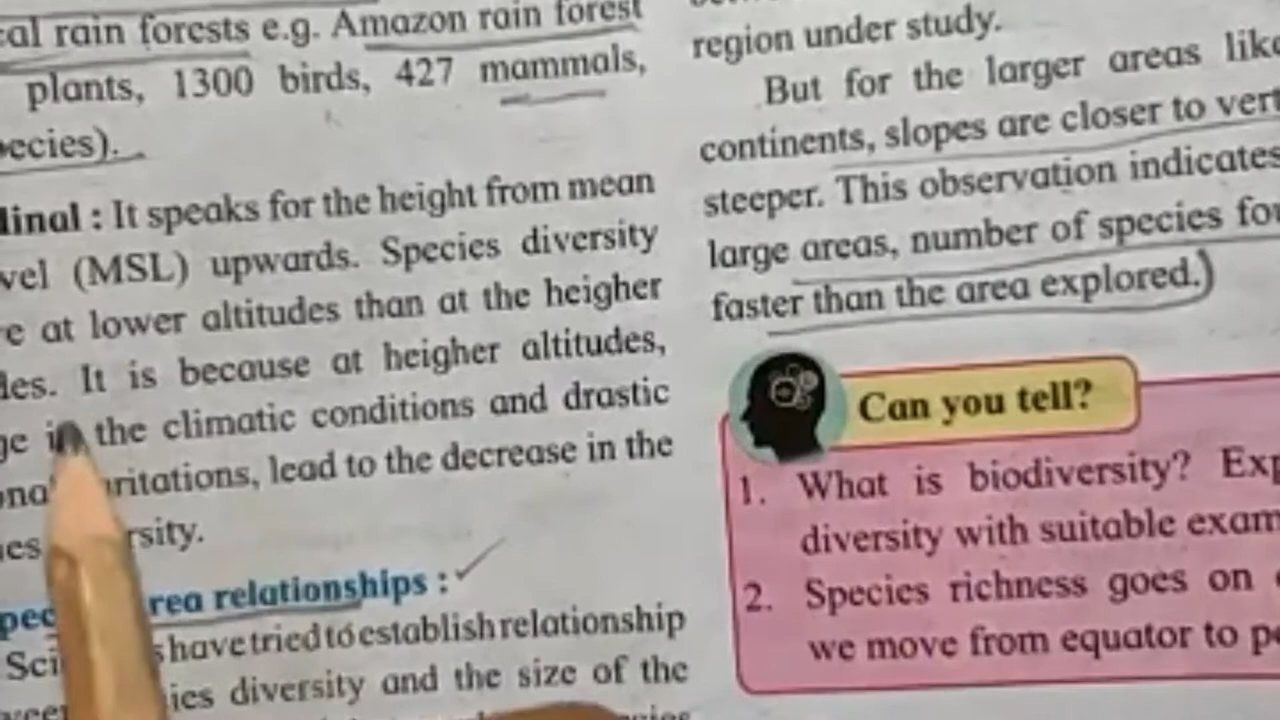 rain forests e.g. Amazon rain forest
plants, 1300 birds, 427 mammals,
ecies).
linal : It speaks for the height from mean
vel (MSL) upwards. Species diversity
e at lower altitudes than at the heigher
les. It is because at heigher altitudes,
ge in the climatic conditions and drastic
onal ritations, lead to the decrease in the
ies rsity.
pec rea relationships :
Sci s have tried to establish relationship
ies diversity and the size of the
region under study.
But for the larger areas like
continents, slopes are closer to vert
steeper. This observation indicates
large areas, number of species fo
faster than the area explored.)
Can you tell?
1. What is biodiversity? Exp
diversity with suitable exam
2. Species richness goes on
we move from equator to p